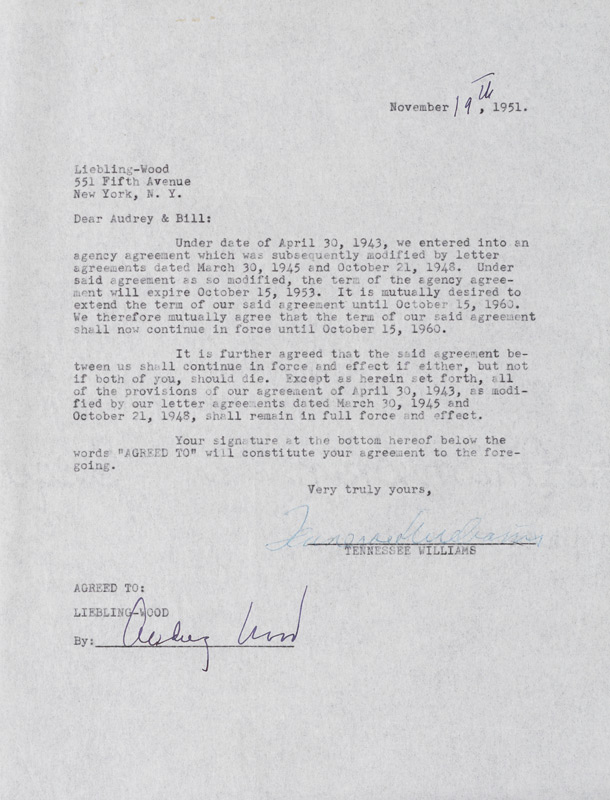 November 19th, 1951.
Liebling-Wood
551 Fifth Avenue
New York, N. Y.
Dear Audrey & Bill:
Under date of April 30, 1943, we entered into an
agency agreement which was subsequently modified by letter
agreements dated March 30, 1945 and October 21, 1948. Under
said agreement as so modified, the term of the agency agree-
ment will expire October 15, 1953. It is mutually desired to
extend the term of our said agreement until October 15, 1960.
We therefore mutually agree that the term of our said agreement
shall now continue in force until October 15, 1960.
It is further agreed that the said agreement be-
tween us shall continue in force and effect if either, but not
if both of you, should die. Except as herein set forth, all
of the provisions of our agreement of April 30, 1943, as modi-
fied by our letter agreements dated March 30, 1945 and
October 21, 1948, shall remain in full force and effect.
Your signature at the bottom hereof below the
words "AGREED TO" will constitute your agreement to the fore-
going.
Very truly yours,
Tennessee Williams
TENNESSEE WILLIAMS
AGREED TO:
LIEBLING-WOOD
By: Audrey Wood